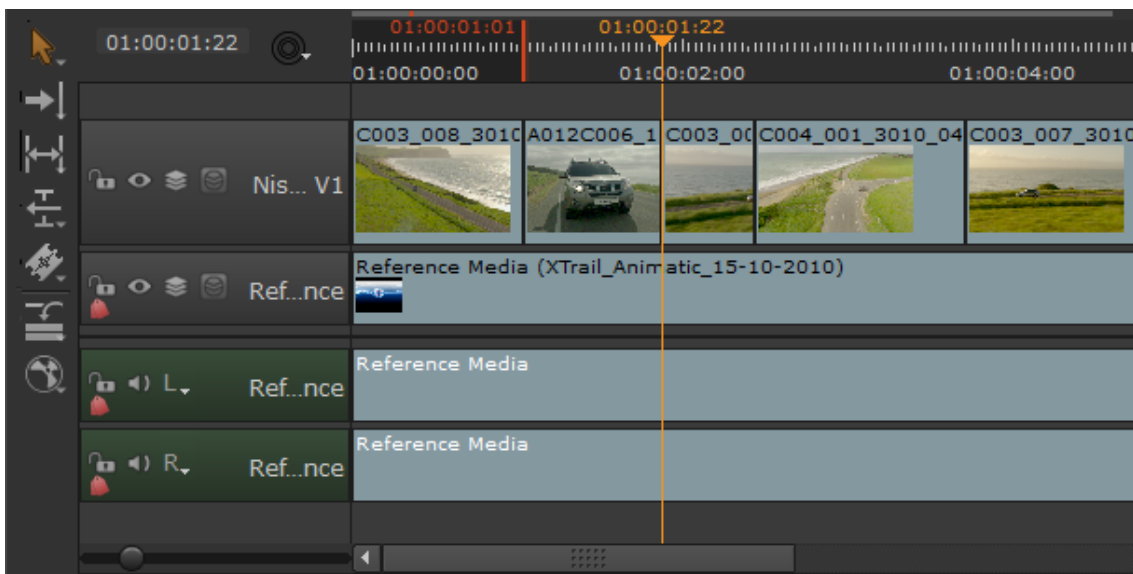 01:00:01:01 01:00:01:22
01:00:01:22
01:00:00:00 01:00:02:00 01:00:04:00
C003_008_3010 A012C006_1 C003_00 C004_001_3010_04 C003_007_3010
Nis... V1
Reference Media (XTrail_Animatic_15-10-2010)
Ref...nce
Reference Media
L Ref...nce
Reference Media
R Ref...nce